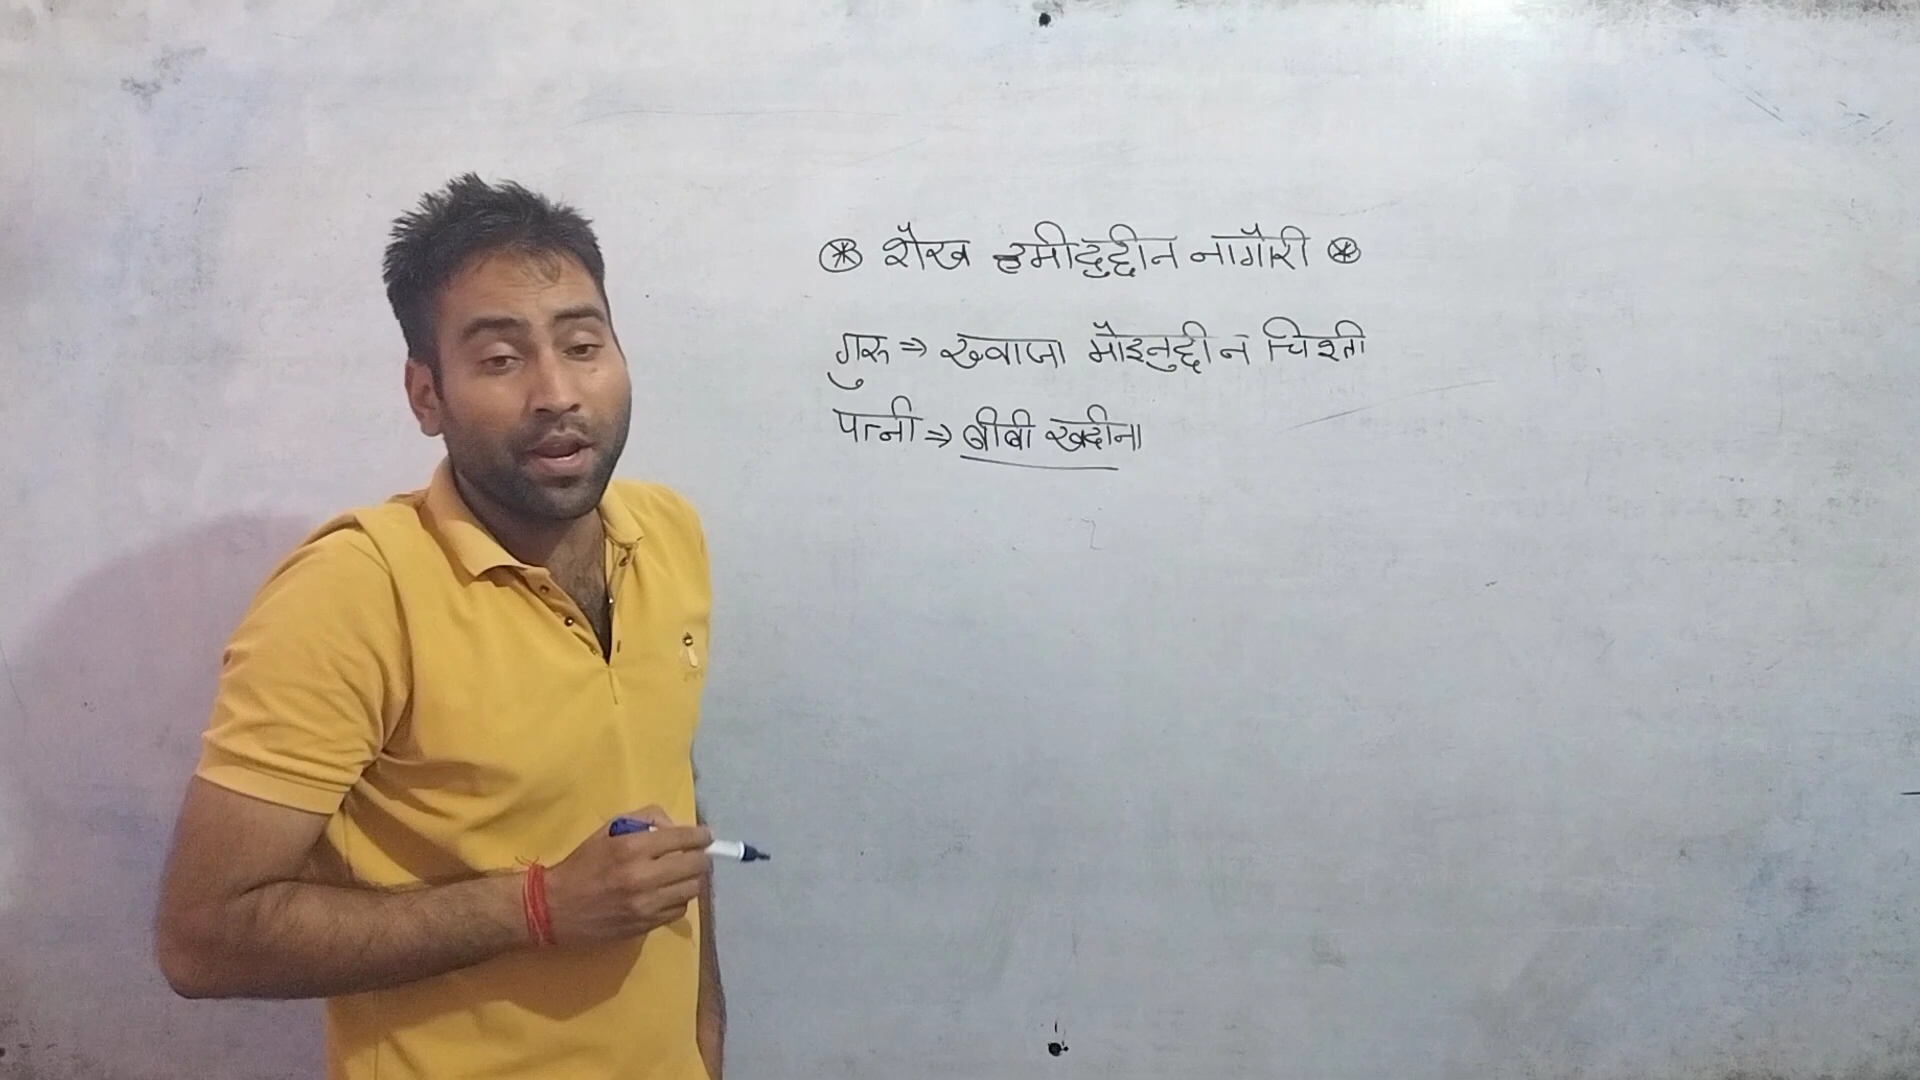 शैख हमीदुद्दीन नागौरी
गुरु ⇒ ख्वाजा मौइनुद्दीन चिश्ती
पत्नी ⇒ बीबी खदीना